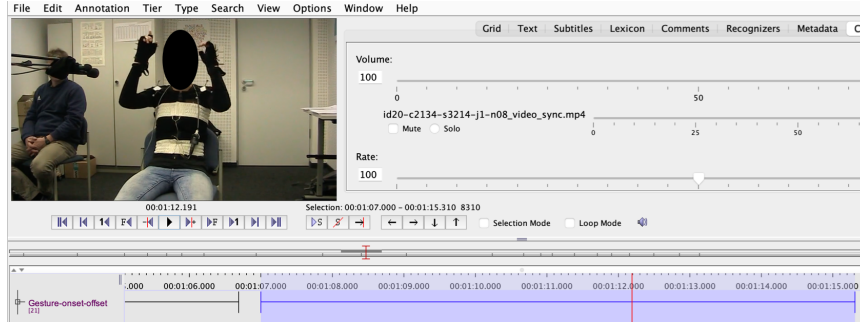 File Edit Annotation Tier Type Search View Options Window Help
Grid Text Subtitles Lexicon Comments Recognizers Metadata C
Volume:
100
0 50
id20-c2134-s3214-j1-n08_video_sync.mp4
Mute Solo
0 25 50
Rate:
100
00:01:12.191 Selection: 00:01:07.000 - 00:01:15.310 8310
1 F F 1 S S Selection Mode Loop Mode
.000 00:01:06.000 00:01:07.000 00:01:08.000 00:01:09.000 00:01:10.000 00:01:11.000 00:01:12.000 00:01:13.000 00:01:14.000 00:01:15.000
Gesture-onset-offset
[21]